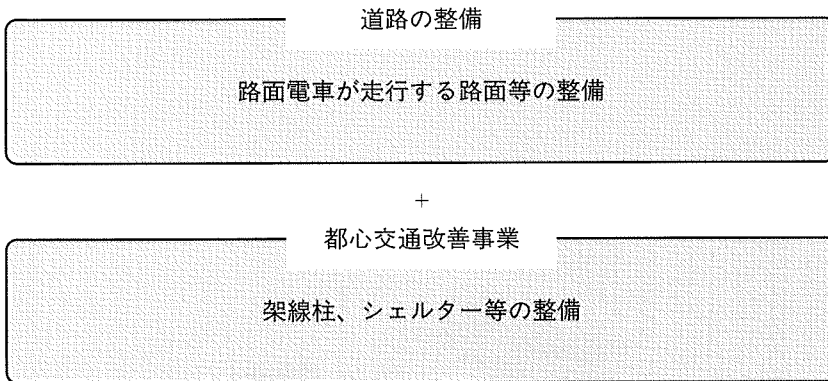 道路の整備
路面電車が走行する路面等の整備
+
都心交通改善事業
架線柱、シェルター等の整備